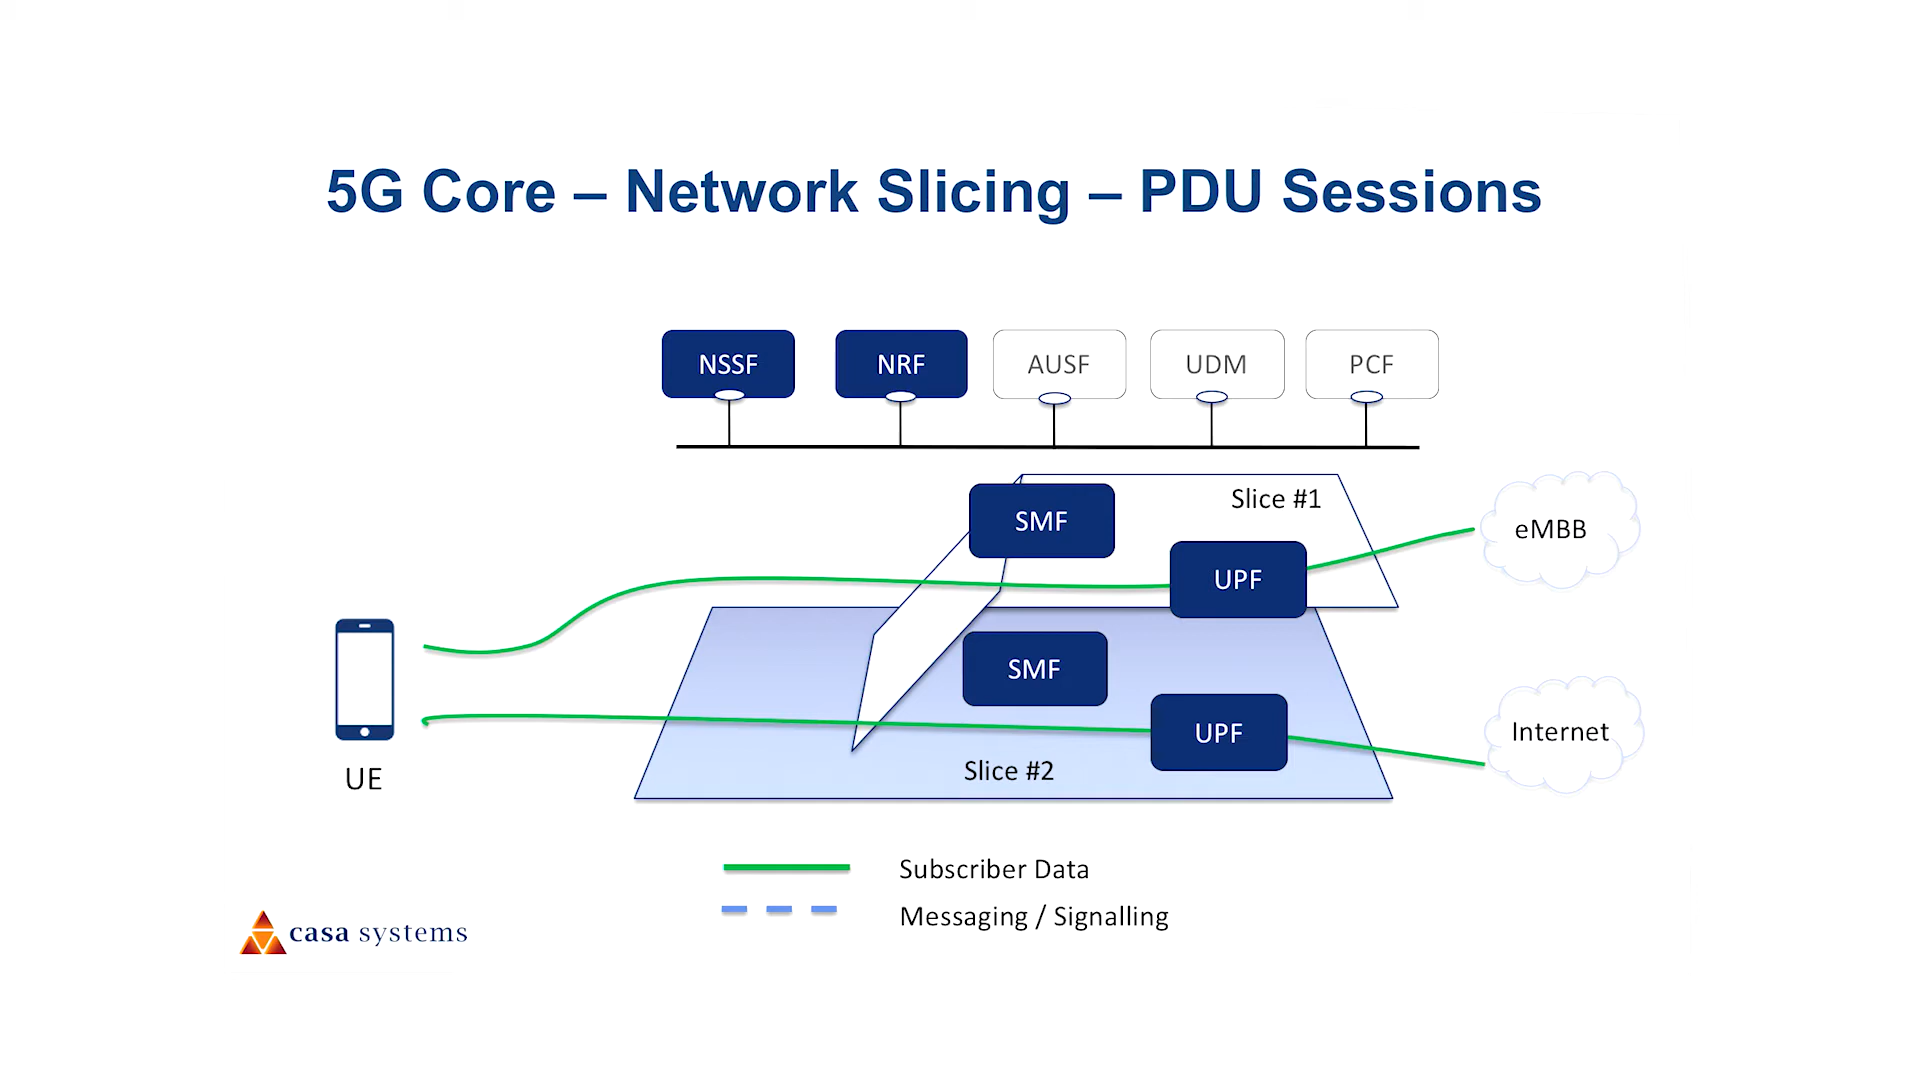 5G Core – Network Slicing – PDU Sessions
NSSF
NRF
AUSF
UDM
PCF
SMF
Slice #1
UPF
eMBB
SMF
UPF
Internet
Slice #2
UE
Subscriber Data
Messaging / Signalling
casa systems